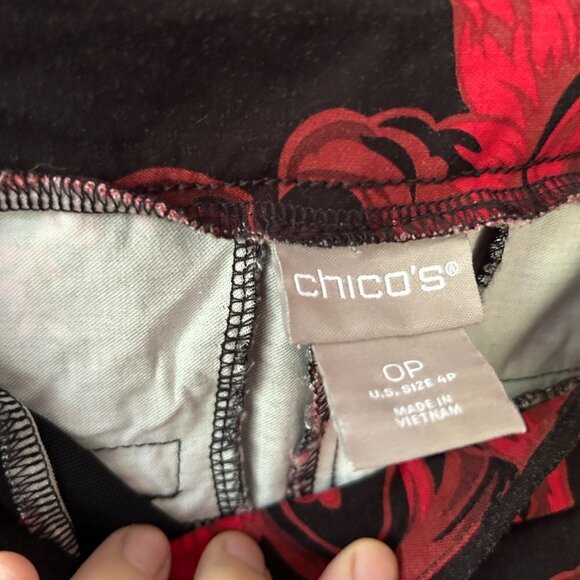 chico's®
0P
U.S. SIZE 4P
MADE IN
VIETNAM